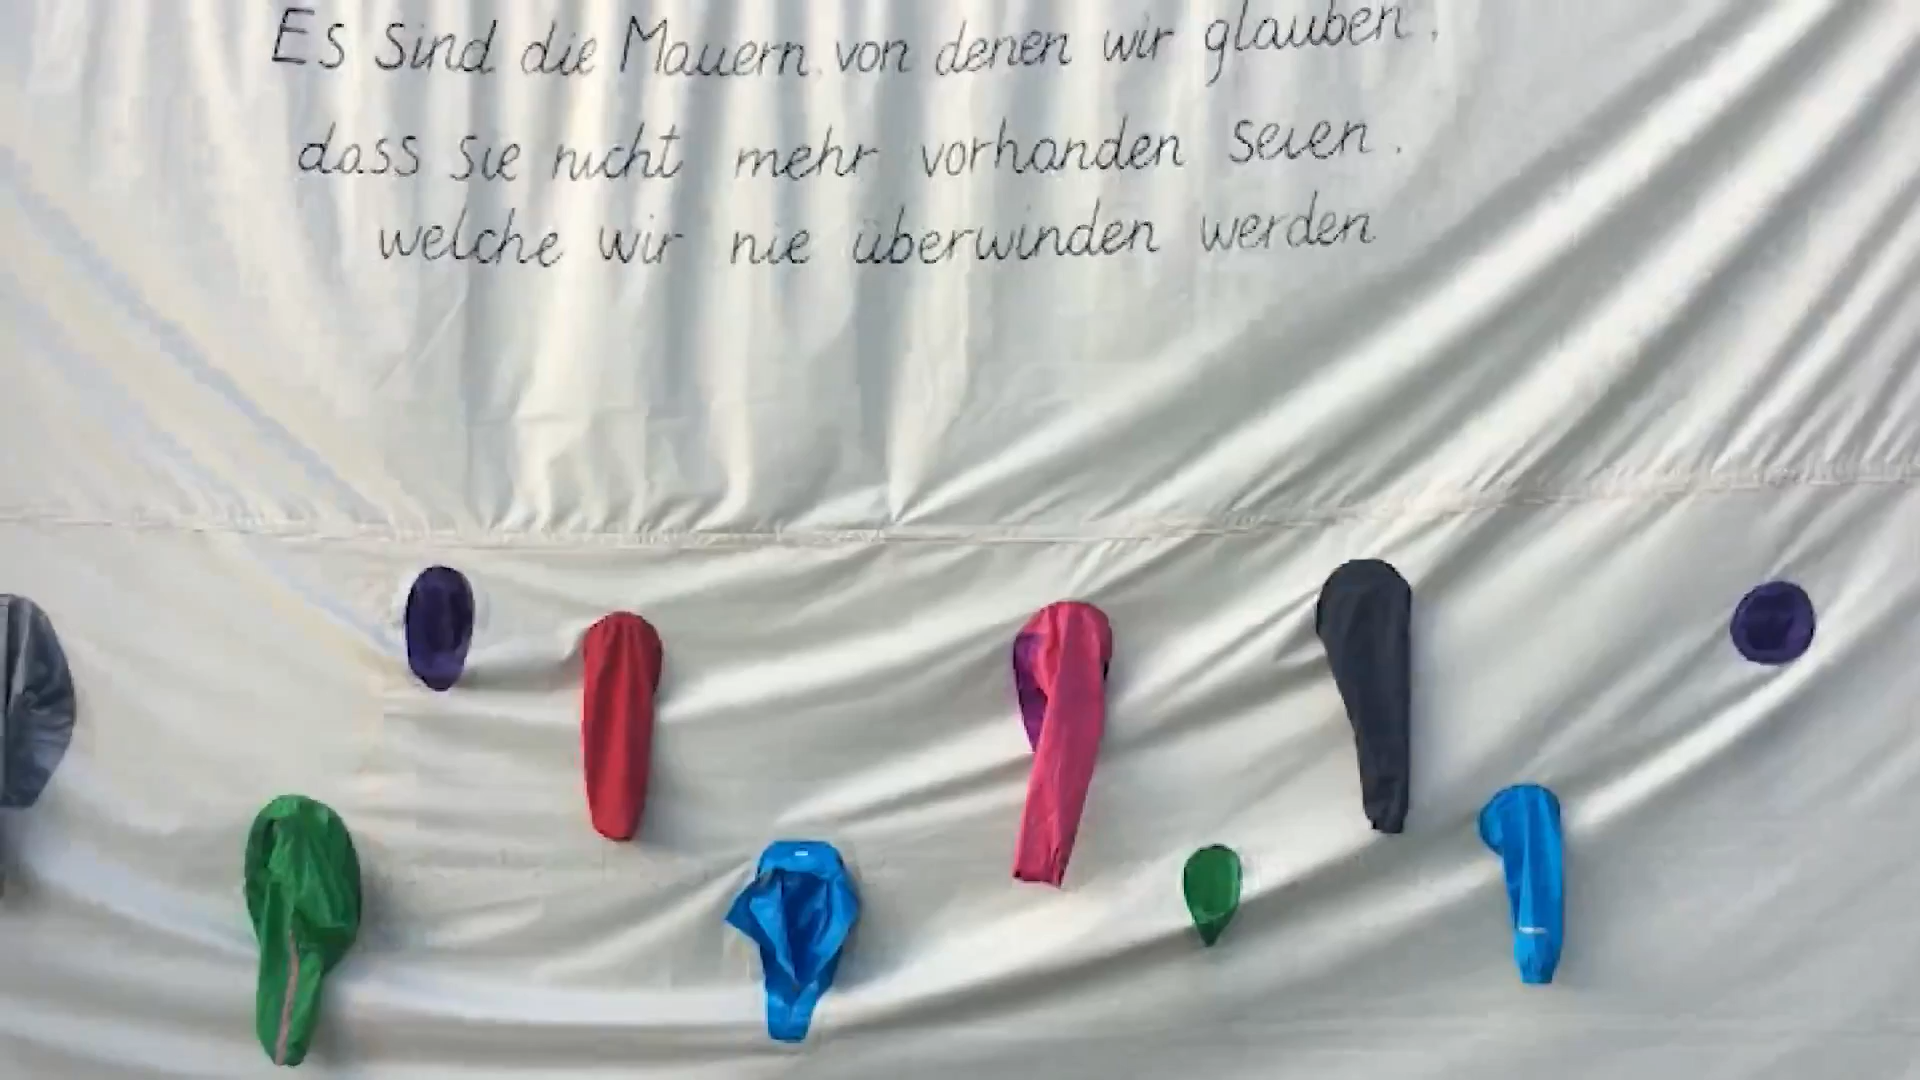 Es sind die Mauern von denen wir glauben,
dass sie nicht mehr vorhanden seien.
welche wir nie überwinden werden